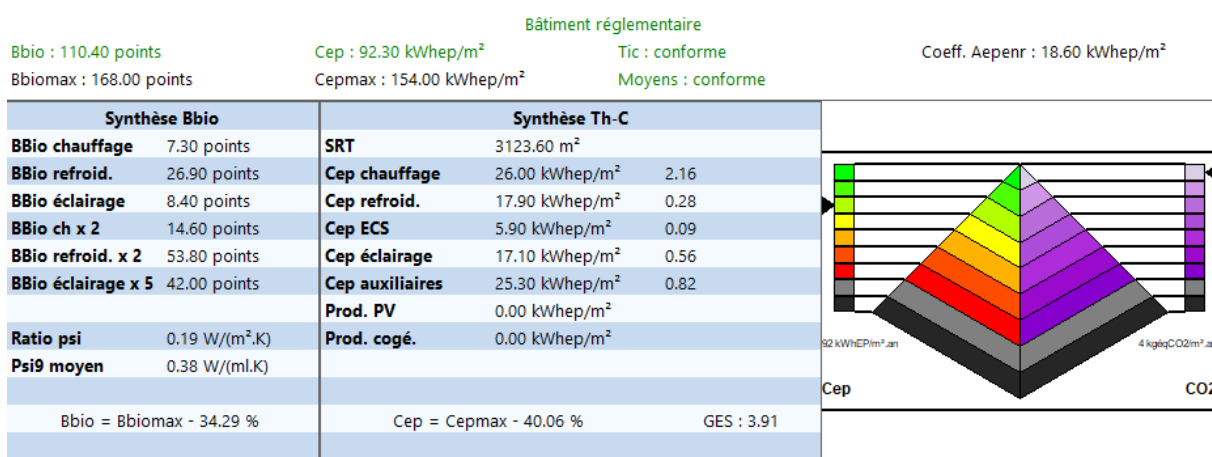 Bâtiment réglementaire
Bbio : 110.40 points Cep : 92.30 kWhep/m² Tic : conforme Coeff. Aepenr : 18.60 kWhep/m²
Bbiomax : 168.00 points Cepmax : 154.00 kWhep/m² Moyens : conforme
Synthèse Bbio Synthèse Th-C
BBio chauffage 7.30 points SRT 3123.60 m²
BBio refroid. 26.90 points Cep chauffage 26.00 kWhep/m² 2.16
BBio éclairage 8.40 points Cep refroid. 17.90 kWhep/m² 0.28
BBio ch x 2 14.60 points Cep ECS 5.90 kWhep/m² 0.09
BBio refroid. x 2 53.80 points Cep éclairage 17.10 kWhep/m² 0.56
BBio éclairage x 5 42.00 points Cep auxiliaires 25.30 kWhep/m² 0.82
Prod. PV 0.00 kWhep/m²
Ratio psi 0.19 W/(m².K) Prod. cogé. 0.00 kWhep/m²
Psi9 moyen 0.38 W/(ml.K)
Bbio = Bbiomax - 34.29 % Cep = Cepmax - 40.06 % GES : 3.91
92 kWhEP/m².an 4 kgéqCO2/m².a
Cep CO2